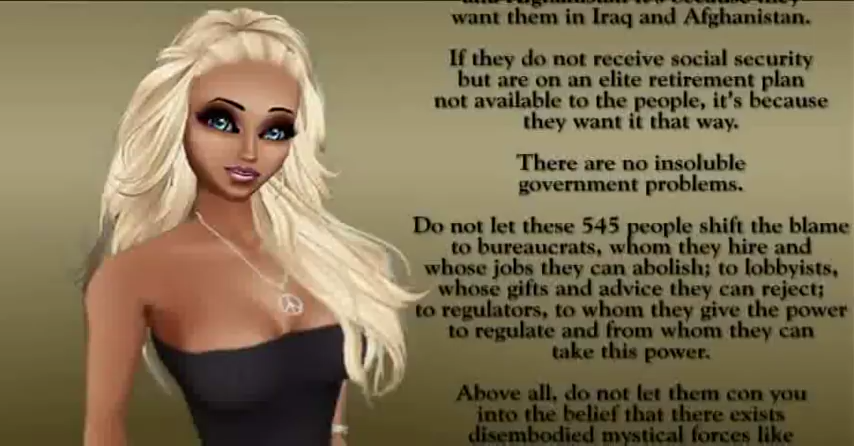 and Afghanistan it's because they
want them in Iraq and Afghanistan.
If they do not receive social security
but are on an elite retirement plan
not available to the people, it's because
they want it that way.
There are no insoluble
government problems.
Do not let these 545 people shift the blame
to bureaucrats, whom they hire and
whose jobs they can abolish; to lobbyists,
whose gifts and advice they can reject;
to regulators, to whom they give the power
to regulate and from whom they can
take this power.
Above all, do not let them con you
into the belief that there exists
disembodied mystical forces like